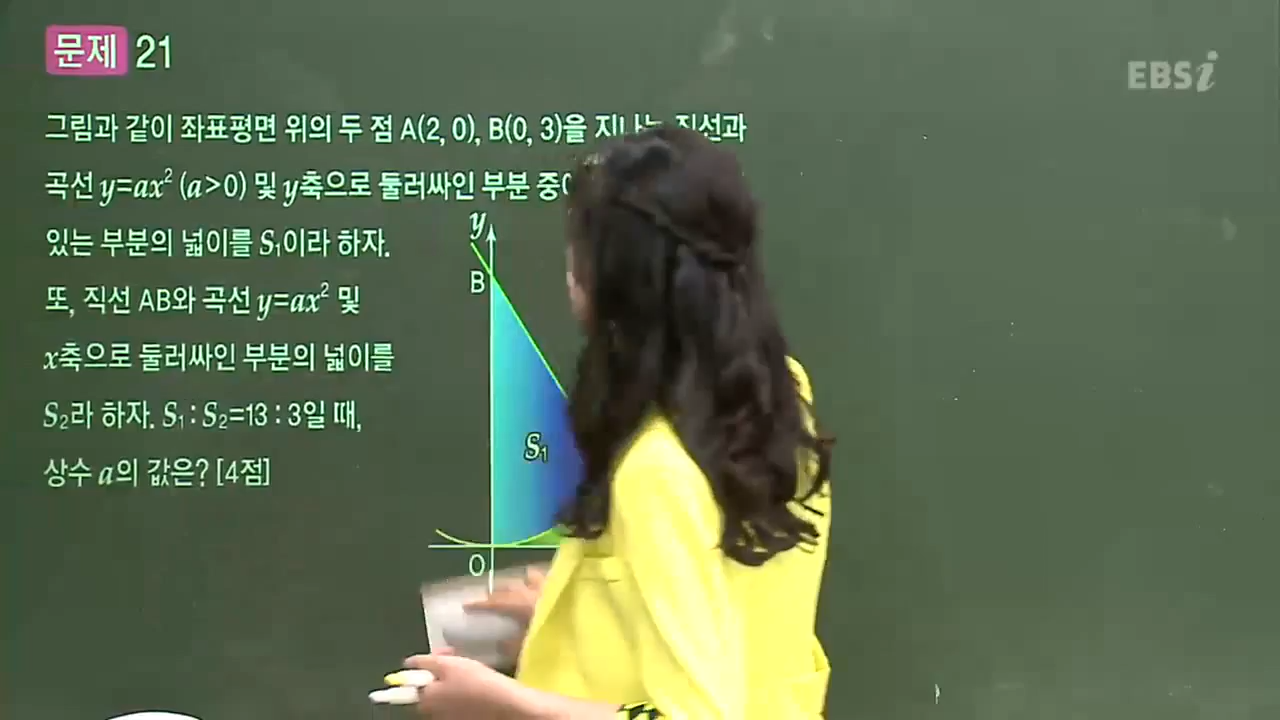 문제 21
EBSi
그림과 같이 좌표평면 위의 두 점 A(2, 0), B(0, 3)을 직선과
곡선 y=ax² (a>0) 및 y축으로 둘러싸인 부분 중에
있는 부분의 넓이를 S₁이라 하자.
또, 직선 AB와 곡선 y=ax² 및
x축으로 둘러싸인 부분의 넓이를
S₂라 하자. S₁ : S₂=13 : 3일 때,
상수 a의 값은? [4점]
y
B
S₁
O